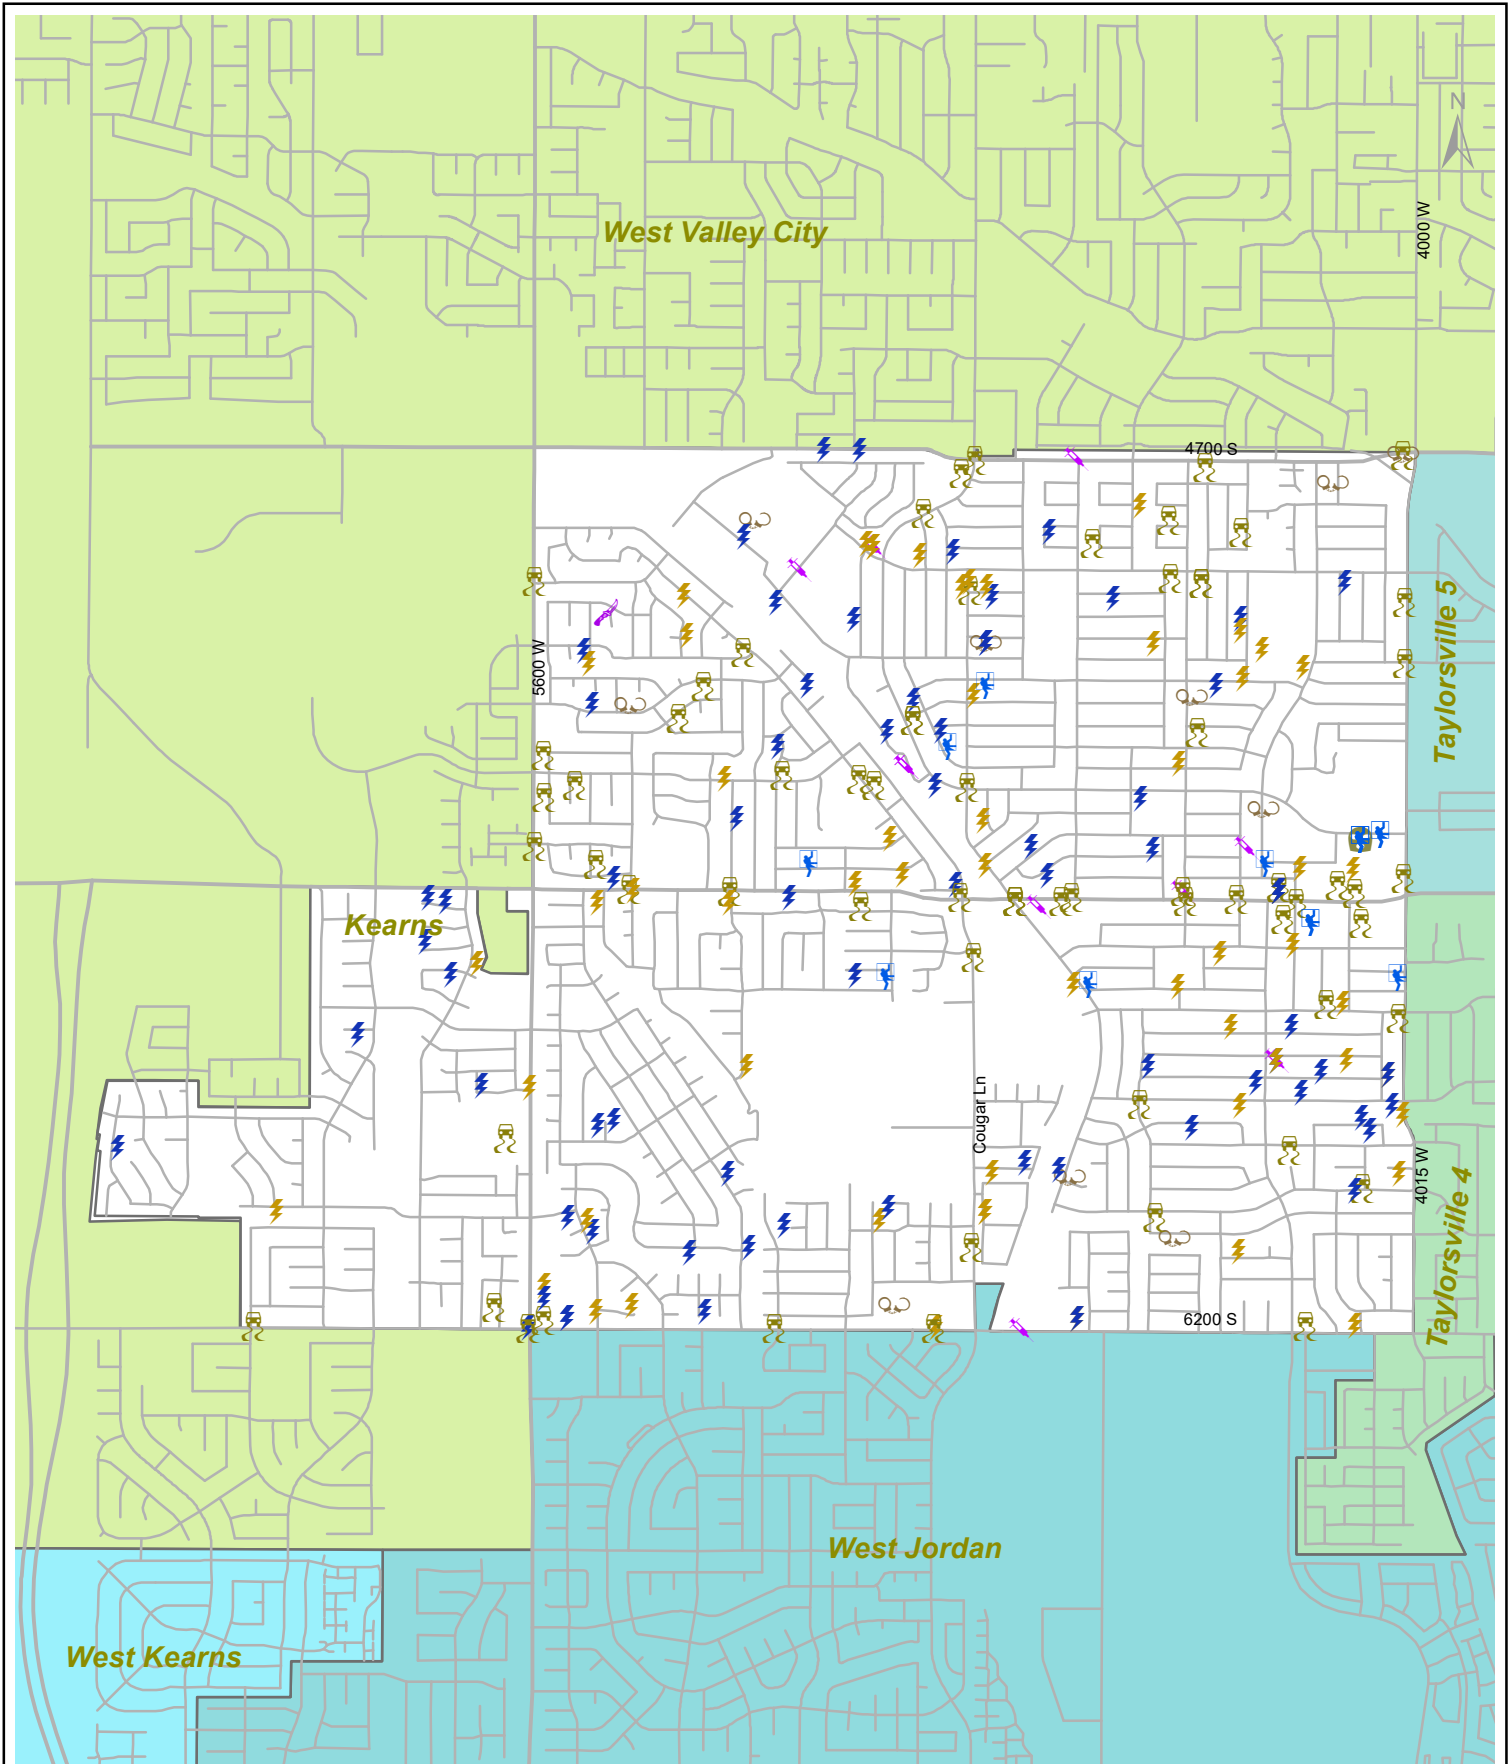 N
4000 W
West Valley City
4700 S
Taylorsville 5
5600 W
Kearns
Cougar Ln
4015 W
Taylorsville 4
6200 S
West Jordan
West Kearns